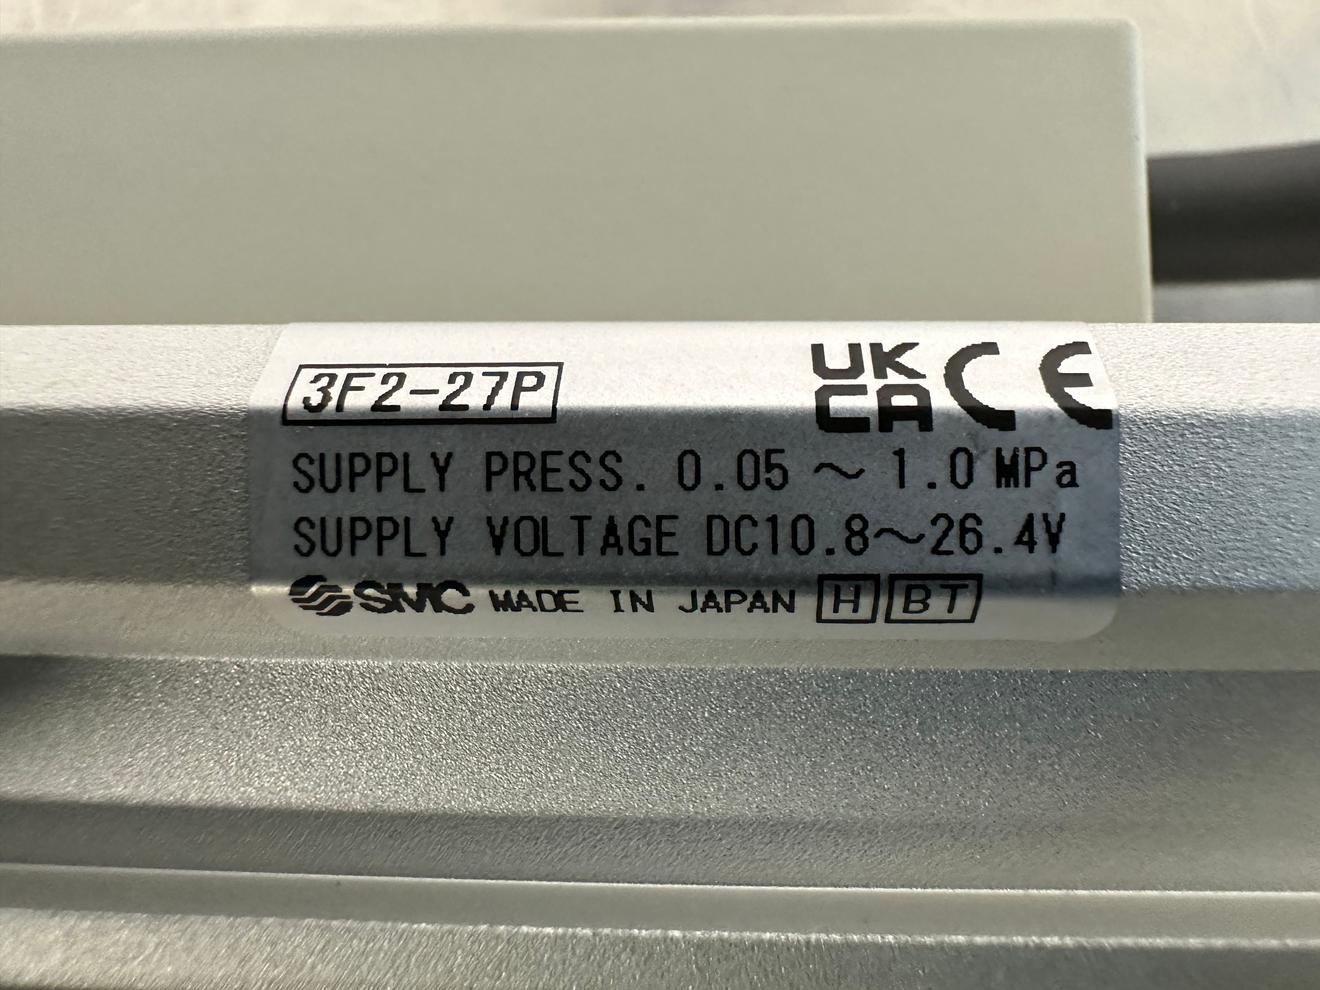 3F2-27P
UK CA CE
SUPPLY PRESS. 0.05 ～ 1.0 MPa
SUPPLY VOLTAGE DC10.8～26.4V
SMC MADE IN JAPAN H BT